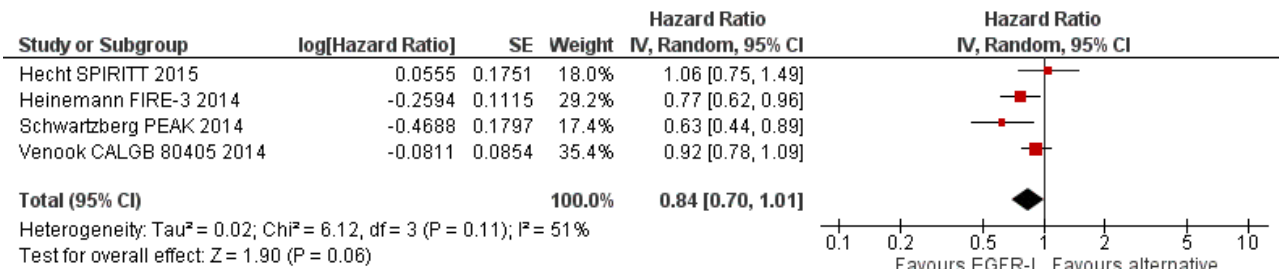 Hazard Ratio Hazard Ratio
Study or Subgroup log[Hazard Ratio] SE Weight IV, Random, 95% CI IV, Random, 95% CI
Hecht SPIRITT 2015 0.0555 0.1751 18.0% 1.06 [0.75, 1.49]
Heinemann FIRE-3 2014 -0.2594 0.1115 29.2% 0.77 [0.62, 0.96]
Schwartzberg PEAK 2014 -0.4688 0.1797 17.4% 0.63 [0.44, 0.89]
Venook CALGB 80405 2014 -0.0811 0.0854 35.4% 0.92 [0.78, 1.09]
Total (95% CI) 100.0% 0.84 [0.70, 1.01]
Heterogeneity: Tau² = 0.02; Chi² = 6.12, df = 3 (P = 0.11); I² = 51%
Test for overall effect: Z = 1.90 (P = 0.06)
0.1 0.2 0.5 1 2 5 10
Favours EGFR-I Favours alternative